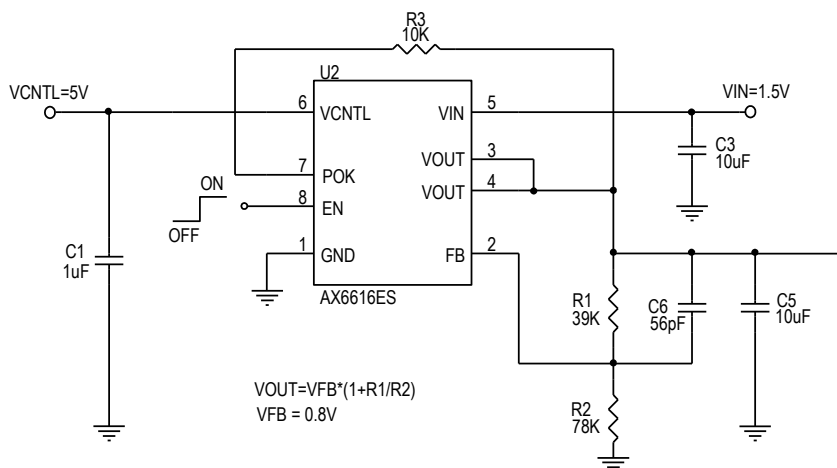 R3
10K
U2
VCNTL=5V
6
VCNTL
VIN
5
VIN=1.5V
C3
10uF
3
VOUT
7
POK
VOUT
4
ON
OFF
8
EN
C1
1uF
1
GND
FB
2
AX6616ES
R1
39K
C6
56pF
C5
10uF
VOUT=VFB*(1+R1/R2)
VFB = 0.8V
R2
78K